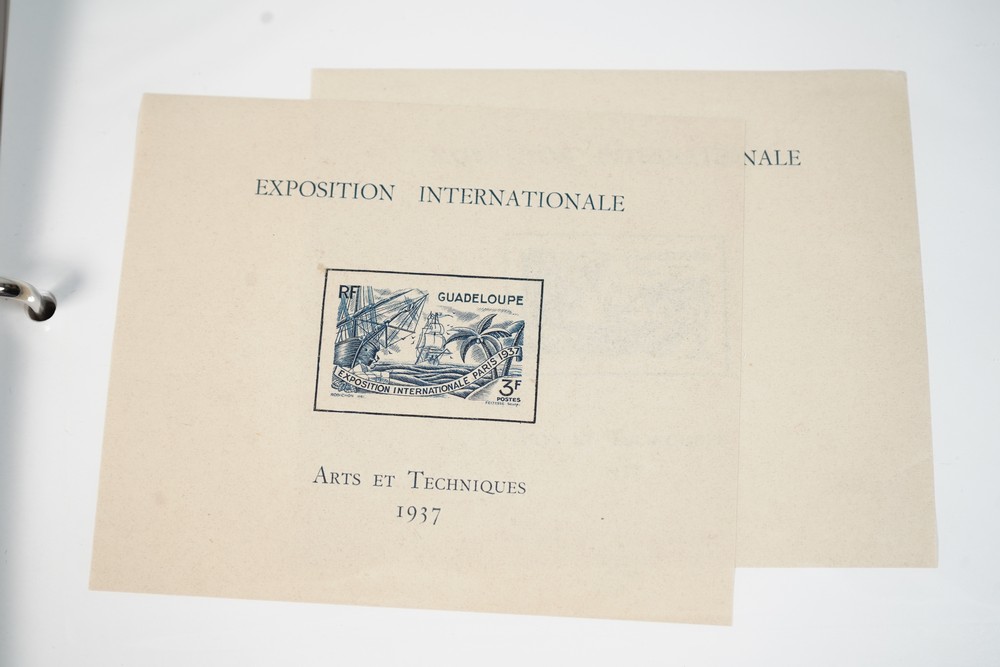 NALE
EXPOSITION INTERNATIONALE
RF
GUADELOUPE
EXPOSITION INTERNATIONALE PARIS 1937
3F
POSTES
ARTS ET TECHNIQUES
1937